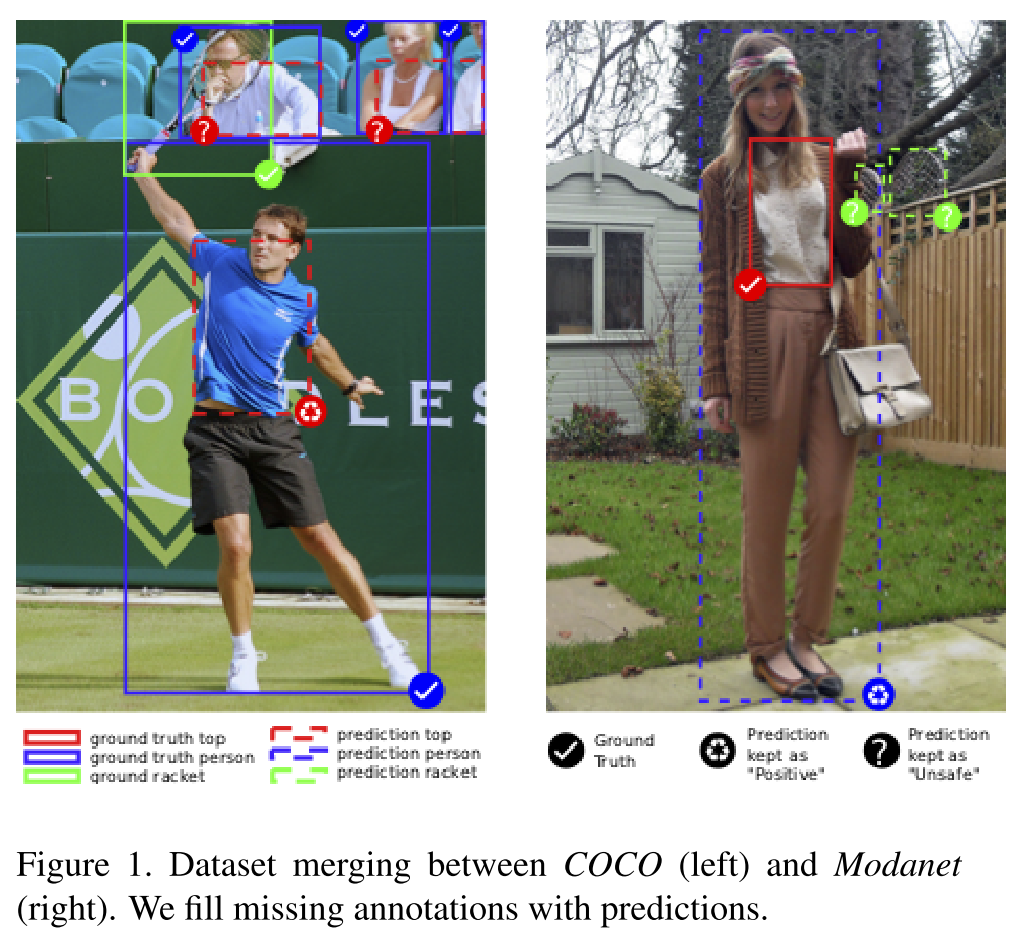 BO DLES
ground truth top
ground truth person
ground racket
prediction top
prediction person
prediction racket
Ground
Truth
Prediction
kept as
"Positive"
Prediction
kept as
"Unsafe"
Figure 1. Dataset merging between COCO (left) and Modanet
(right). We fill missing annotations with predictions.